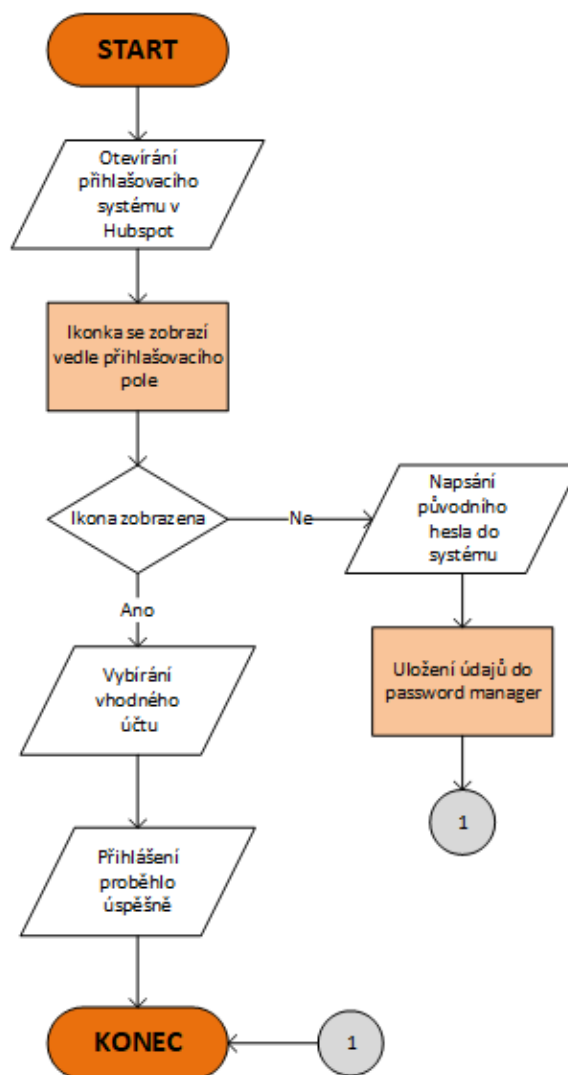 START
Otevírání
přihlašovacího
systému v
Hubspot
Ikonka se zobrazí
vedle přihlašovacího
pole
Ikona zobrazena
Ne
Napsání
původního
hesla do
systému
Ano
Vybírání
vhodného
účtu
Uložení údajů do
password manager
1
Přihlášení
proběhlo
úspěšně
KONEC
1